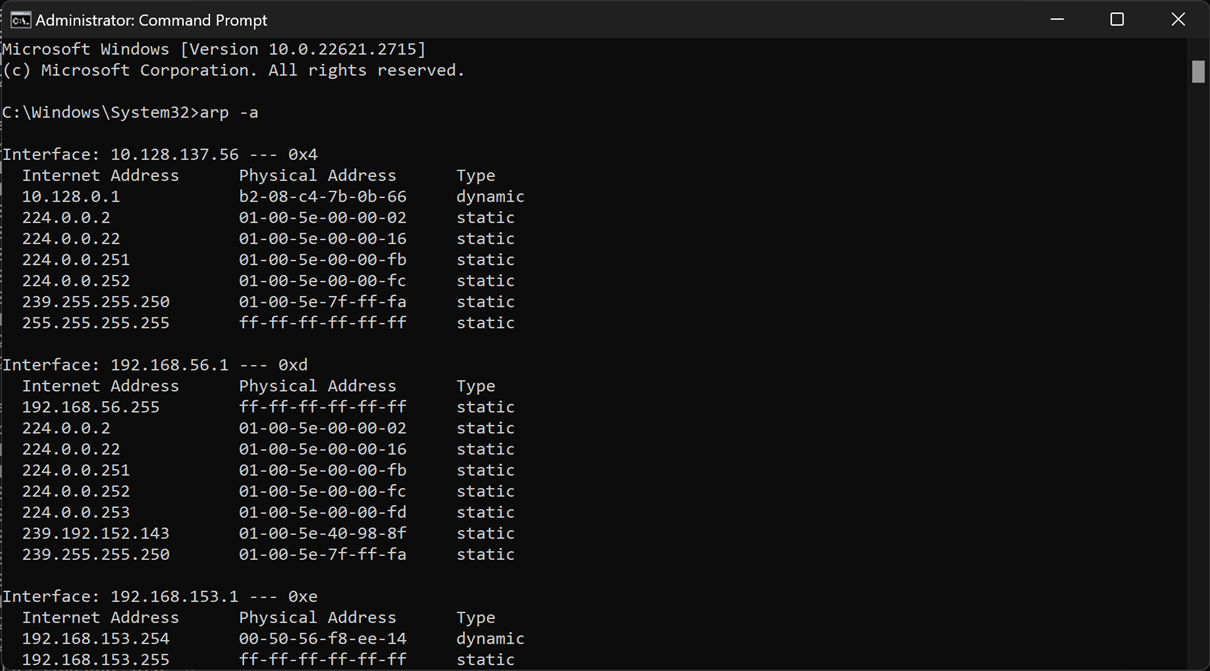 Administrator: Command Prompt
Microsoft Windows [Version 10.0.22621.2715]
(c) Microsoft Corporation. All rights reserved.
C:\Windows\System32>arp -a
Interface: 10.128.137.56 --- 0x4
Internet Address Physical Address Type
10.128.0.1 b2-08-c4-7b-0b-66 dynamic
224.0.0.2 01-00-5e-00-00-02 static
224.0.0.22 01-00-5e-00-00-16 static
224.0.0.251 01-00-5e-00-00-fb static
224.0.0.252 01-00-5e-00-00-fc static
239.255.255.250 01-00-5e-7f-ff-fa static
255.255.255.255 ff-ff-ff-ff-ff-ff static
Interface: 192.168.56.1 --- 0xd
Internet Address Physical Address Type
192.168.56.255 ff-ff-ff-ff-ff-ff static
224.0.0.2 01-00-5e-00-00-02 static
224.0.0.22 01-00-5e-00-00-16 static
224.0.0.251 01-00-5e-00-00-fb static
224.0.0.252 01-00-5e-00-00-fc static
224.0.0.253 01-00-5e-00-00-fd static
239.192.152.143 01-00-5e-40-98-8f static
239.255.255.250 01-00-5e-7f-ff-fa static
Interface: 192.168.153.1 --- 0xe
Internet Address Physical Address Type
192.168.153.254 00-50-56-f8-ee-14 dynamic
192.168.153.255 ff-ff-ff-ff-ff-ff static